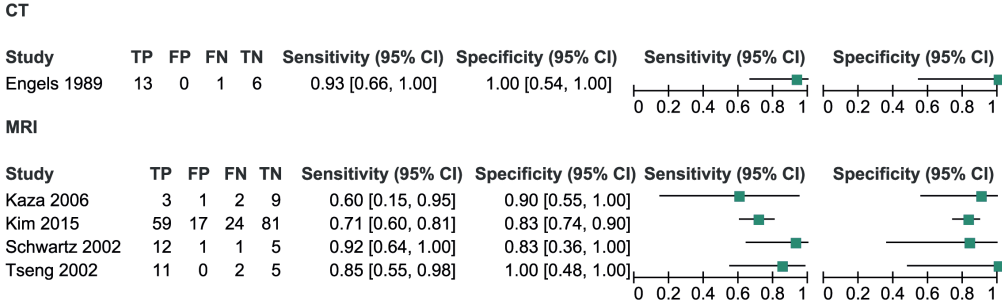 CT
Study TP FP FN TN Sensitivity (95% CI) Specificity (95% CI) Sensitivity (95% CI) Specificity (95% CI)
Engels 1989 13 0 1 6 0.93 [0.66, 1.00] 1.00 [0.54, 1.00]
0 0.2 0.4 0.6 0.8 1 0 0.2 0.4 0.6 0.8 1
MRI
Study TP FP FN TN Sensitivity (95% CI) Specificity (95% CI) Sensitivity (95% CI) Specificity (95% CI)
Kaza 2006 3 1 2 9 0.60 [0.15, 0.95] 0.90 [0.55, 1.00]
Kim 2015 59 17 24 81 0.71 [0.60, 0.81] 0.83 [0.74, 0.90]
Schwartz 2002 12 1 1 5 0.92 [0.64, 1.00] 0.83 [0.36, 1.00]
Tseng 2002 11 0 2 5 0.85 [0.55, 0.98] 1.00 [0.48, 1.00]
0 0.2 0.4 0.6 0.8 1 0 0.2 0.4 0.6 0.8 1